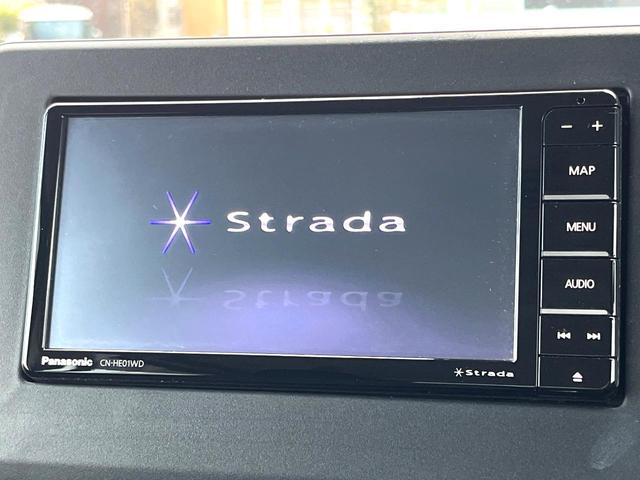 − +
MAP
Strada
MENU
AUDIO
Panasonic CN-HE01WD
Strada